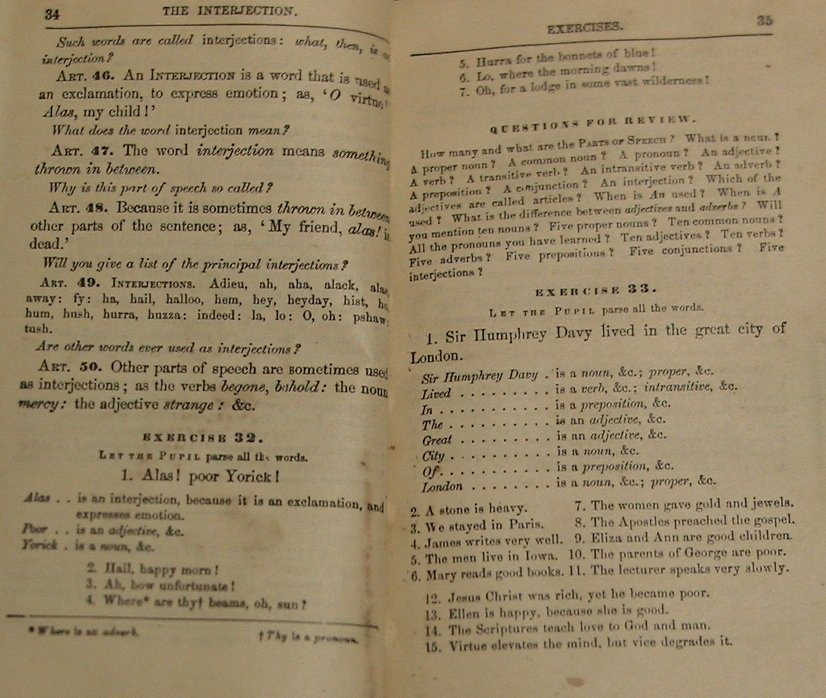 34 THE INTERJECTION.
Such words are called interjections: what, then, is an
interjection?
ART. 46. An INTERJECTION is a word that is used as
an exclamation, to express emotion; as, 'O virtue!
Alas, my child!'
What does the word interjection mean?
ART. 47. The word interjection means something
thrown in between.
Why is this part of speech so called?
ART. 48. Because it is sometimes thrown in between
other parts of the sentence; as, 'My friend, alas! is
dead.'
Will you give a list of the principal interjections?
ART. 49. INTERJECTIONS. Adieu, ah, aha, alack, alas,
away: fy: ha, hail, halloo, hem, hey, heyday, hist, ho,
hum, hush, hurra, huzza: indeed: la, lo: O, oh: pshaw:
tush.
Are other words ever used as interjections?
ART. 50. Other parts of speech are sometimes used
as interjections; as the verbs begone, behold: the noun
mercy: the adjective strange: &c.
EXERCISE 32.
LET THE PUPIL parse all the words.
1. Alas! poor Yorick!
Alas . . is an interjection, because it is an exclamation, and
expresses emotion.
Poor . . is an adjective, &c.
Yorick . is a noun, &c.
2. Hail, happy morn!
3. Ah, how unfortunate!
4. Where* are thy† beams, oh, sun?
* Where is an adverb. † Thy is a pronoun.
EXERCISES. 35
5. Hurra for the bonnets of blue!
6. Lo, where the morning dawns!
7. Oh, for a lodge in some vast wilderness!
QUESTIONS FOR REVIEW.
How many and what are the PARTS OF SPEECH? What is a noun?
A proper noun? A common noun? A pronoun? An adjective?
A verb? A transitive verb? An intransitive verb? An adverb?
A preposition? A conjunction? An interjection? Which of the
adjectives are called articles? When is An used? When is A
used? What is the difference between adjectives and adverbs? Will
you mention ten nouns? Five proper nouns? Ten common nouns?
All the pronouns you have learned? Ten adjectives? Ten verbs?
Five adverbs? Five prepositions? Five conjunctions? Five
interjections?
EXERCISE 33.
LET THE PUPIL parse all the words.
1. Sir Humphrey Davy lived in the great city of
London.
Sir Humphrey Davy . is a noun, &c.; proper, &c.
Lived . . . . . . . . . is a verb, &c.; intransitive, &c.
In . . . . . . . . . . . is a preposition, &c.
The . . . . . . . . . . is an adjective, &c.
Great . . . . . . . . . is an adjective, &c.
City . . . . . . . . . . is a noun, &c.
Of . . . . . . . . . . . is a preposition, &c.
London . . . . . . . . is a noun, &c.; proper, &c.
2. A stone is heavy.
3. We stayed in Paris.
4. James writes very well.
5. The men live in Iowa.
6. Mary reads good books.
7. The women gave gold and jewels.
8. The Apostles preached the gospel.
9. Eliza and Ann are good children.
10. The parents of George are poor.
11. The lecturer speaks very slowly.
12. Jesus Christ was rich, yet he became poor.
13. Ellen is happy, because she is good.
14. The Scriptures teach love to God and man.
15. Virtue elevates the mind, but vice degrades it.